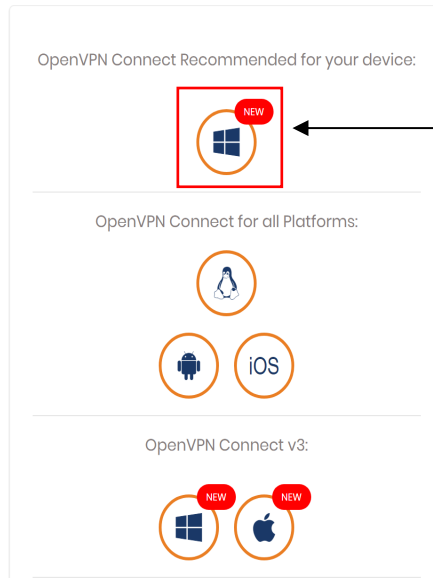 OpenVPN Connect Recommended for your device:
NEW
OpenVPN Connect for all Platforms:
iOS
OpenVPN Connect v3:
NEW
NEW